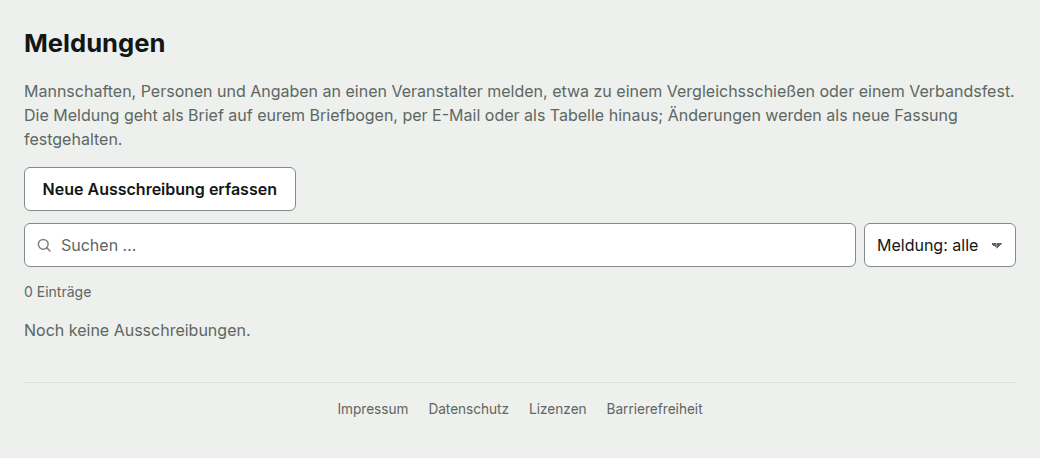 Meldungen
Mannschaften, Personen und Angaben an einen Veranstalter melden, etwa zu einem Vergleichsschießen oder einem Verbandsfest.
Die Meldung geht als Brief auf eurem Briefbogen, per E-Mail oder als Tabelle hinaus; Änderungen werden als neue Fassung
festgehalten.
Neue Ausschreibung erfassen
Suchen ...
Meldung: alle
0 Einträge
Noch keine Ausschreibungen.
Impressum Datenschutz Lizenzen Barrierefreiheit